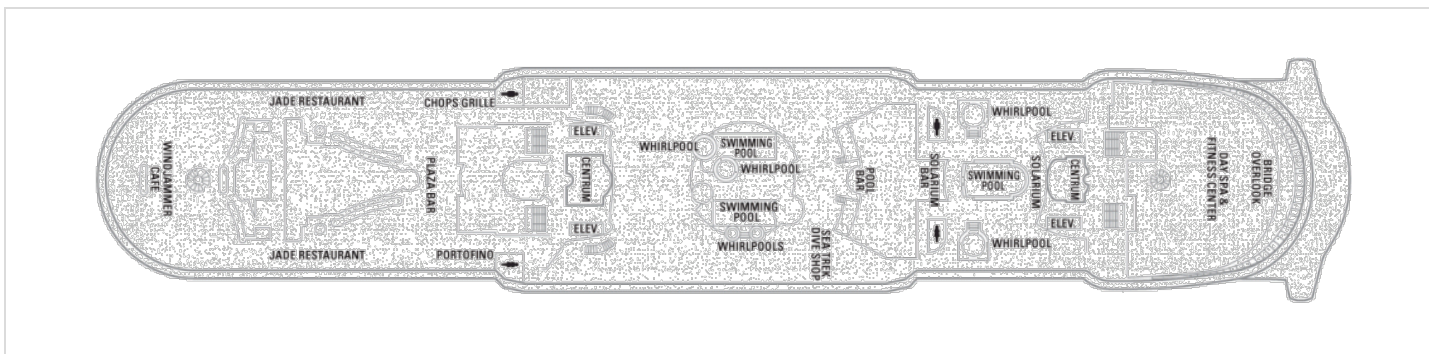 JADE RESTAURANT
CHOPS GRILLE
WINDJAMMER
CAFE
PLAZA BAR
JADE RESTAURANT
PORTOFINO
ELEV.
CENTRUM
ELEV.
WHIRLPOOL
SWIMMING
POOL
WHIRLPOOL
SWIMMING
POOL
WHIRLPOOLS
SEA TREK
DIVE SHOP
POOL
BAR
SOLARIUM
BAR
WHIRLPOOL
SWIMMING
POOL
WHIRLPOOL
SOLARIUM
ELEV.
CENTRUM
ELEV.
DAY SPA &
FITNESS CENTER
BRIDGE
OVERLOOK